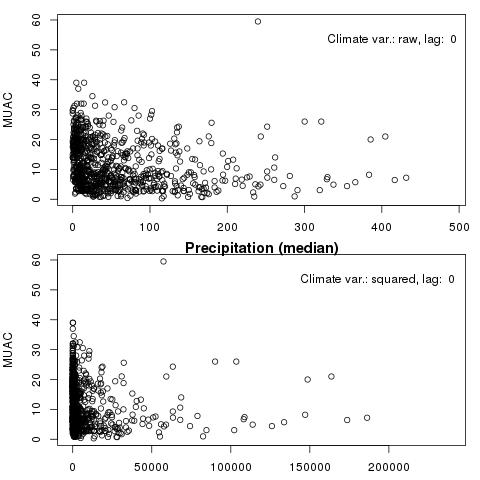 Climate var.: raw, lag: 0
MUAC
60
50
40
30
20
10
0
0 100 200 300 400 500
Precipitation (median)
Climate var.: squared, lag: 0
MUAC
60
50
40
30
20
10
0
0 50000 100000 150000 200000